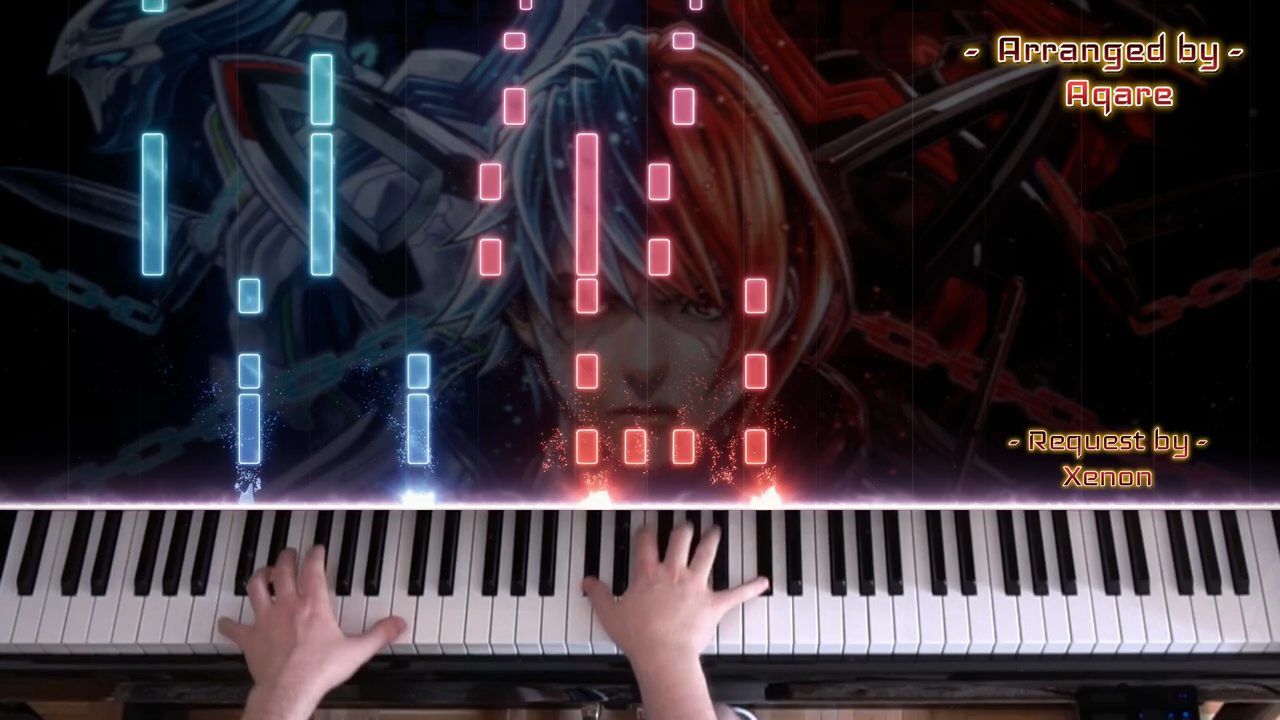 - Arranged by -
Aqare
- Request by -
Xenon